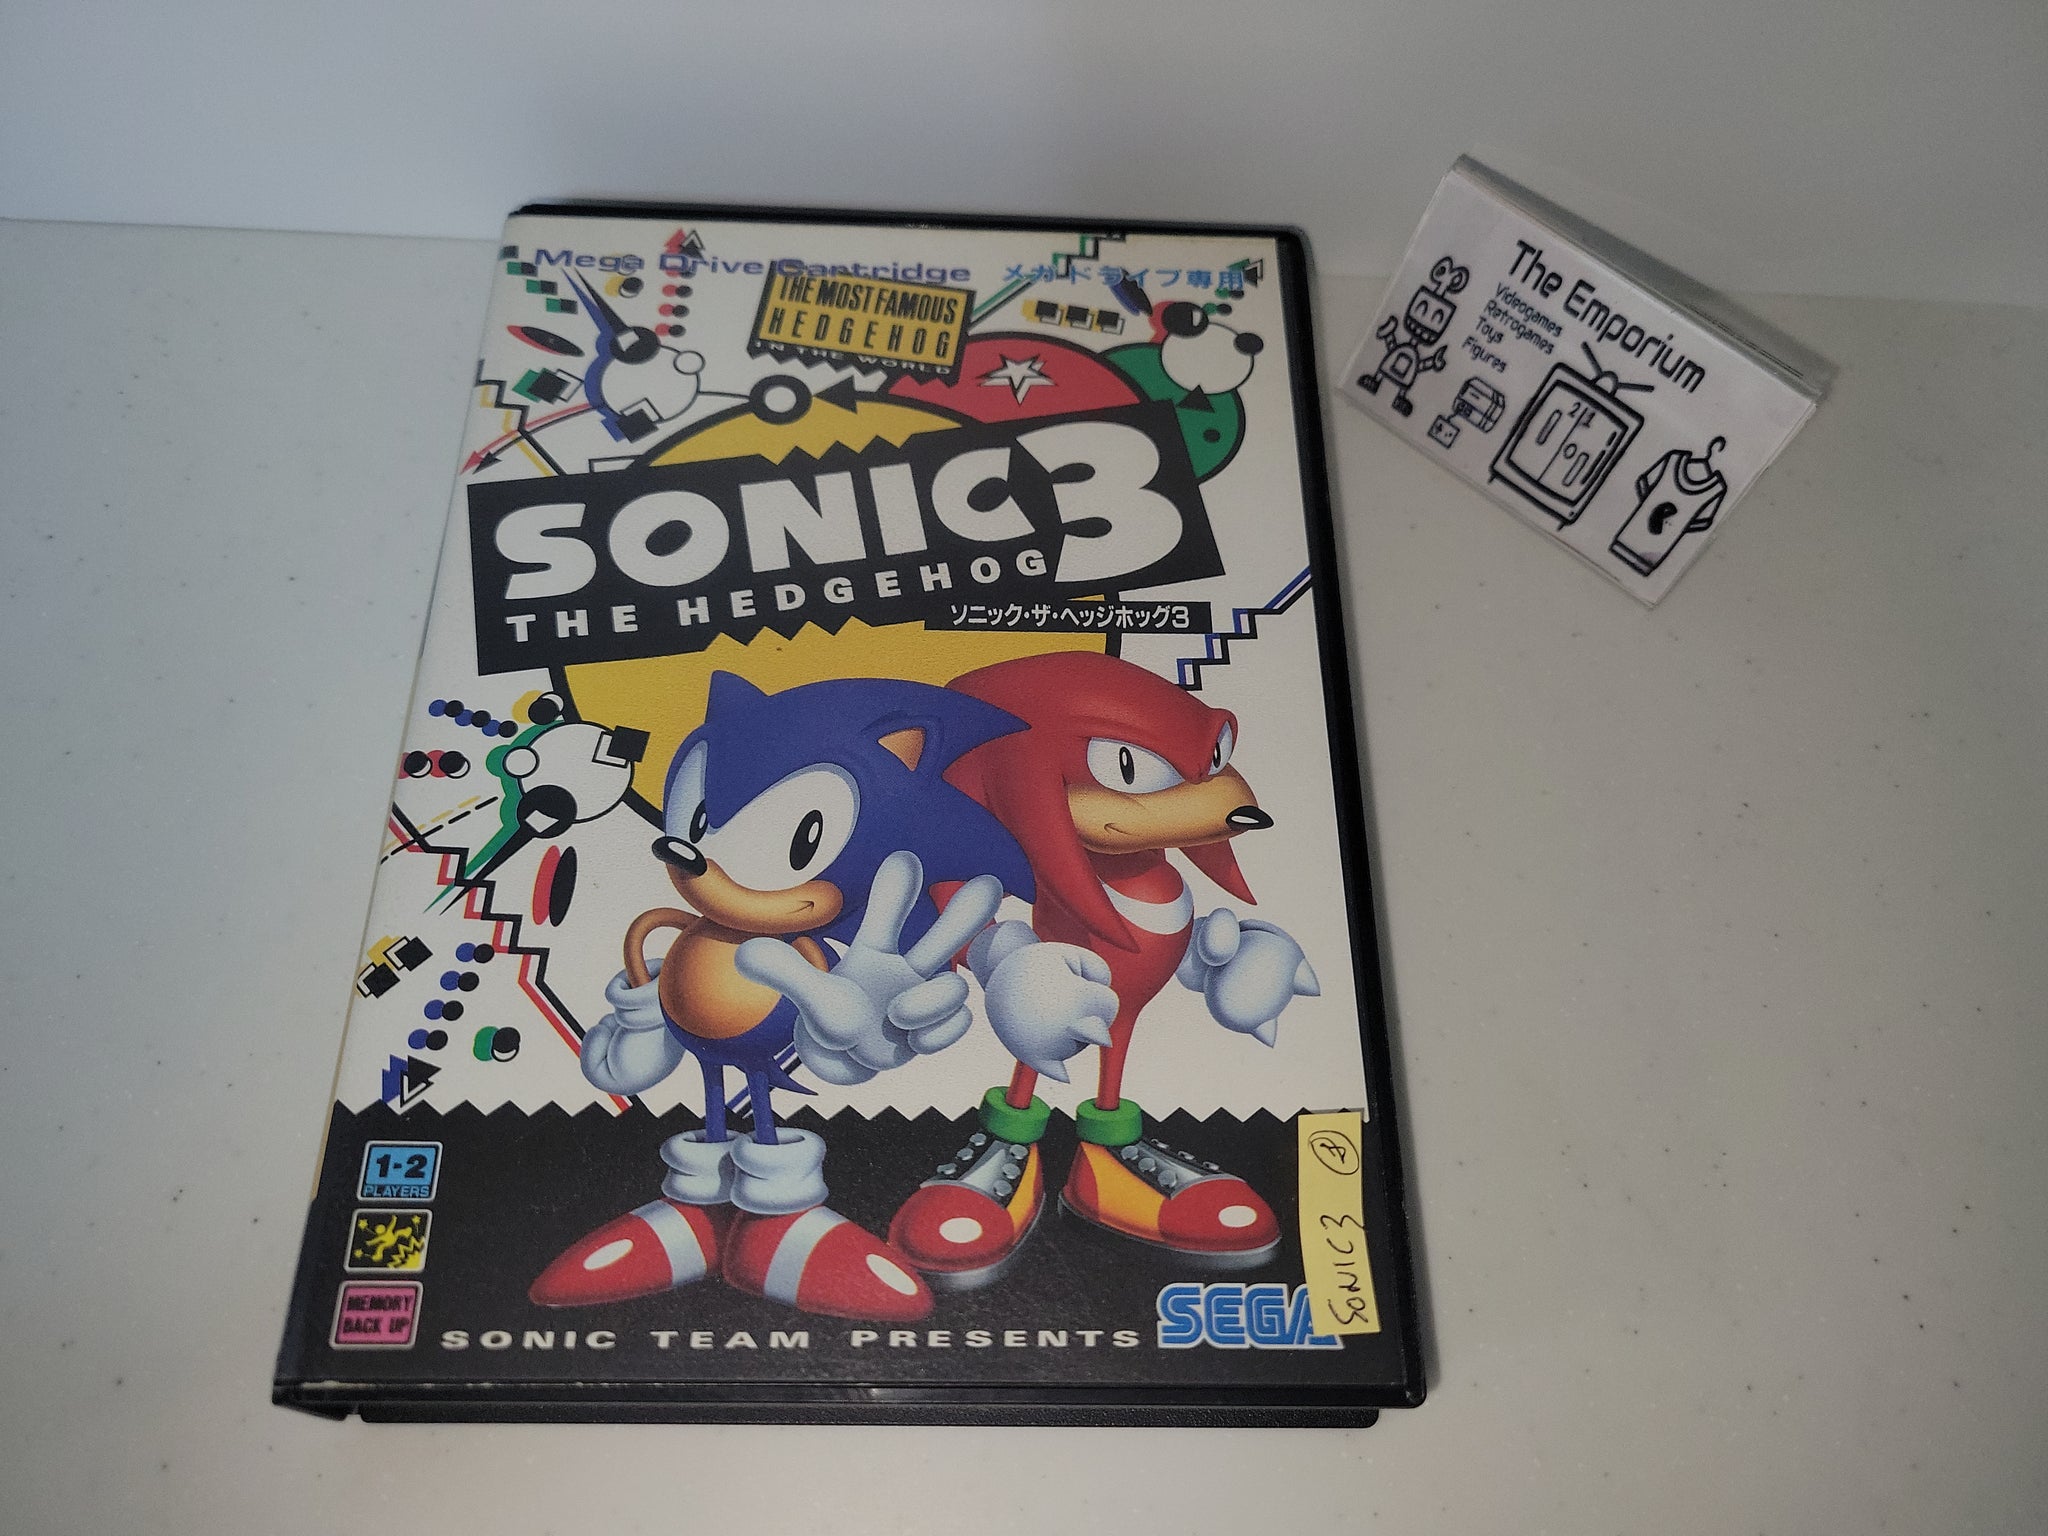 Mega Drive Cartridge メガドライブ専用
THE MOST FAMOUS
HEDGEHOG
IN THE WORLD
SONIC 3
THE HEDGEHOG
ソニック・ザ・ヘッジホッグ3
1-2
PLAYERS
MEMORY
BACK UP
SONIC TEAM PRESENTS
SEGA
SONIC 3
The Emporium
Videogames
Retrogames
Toys
Figures